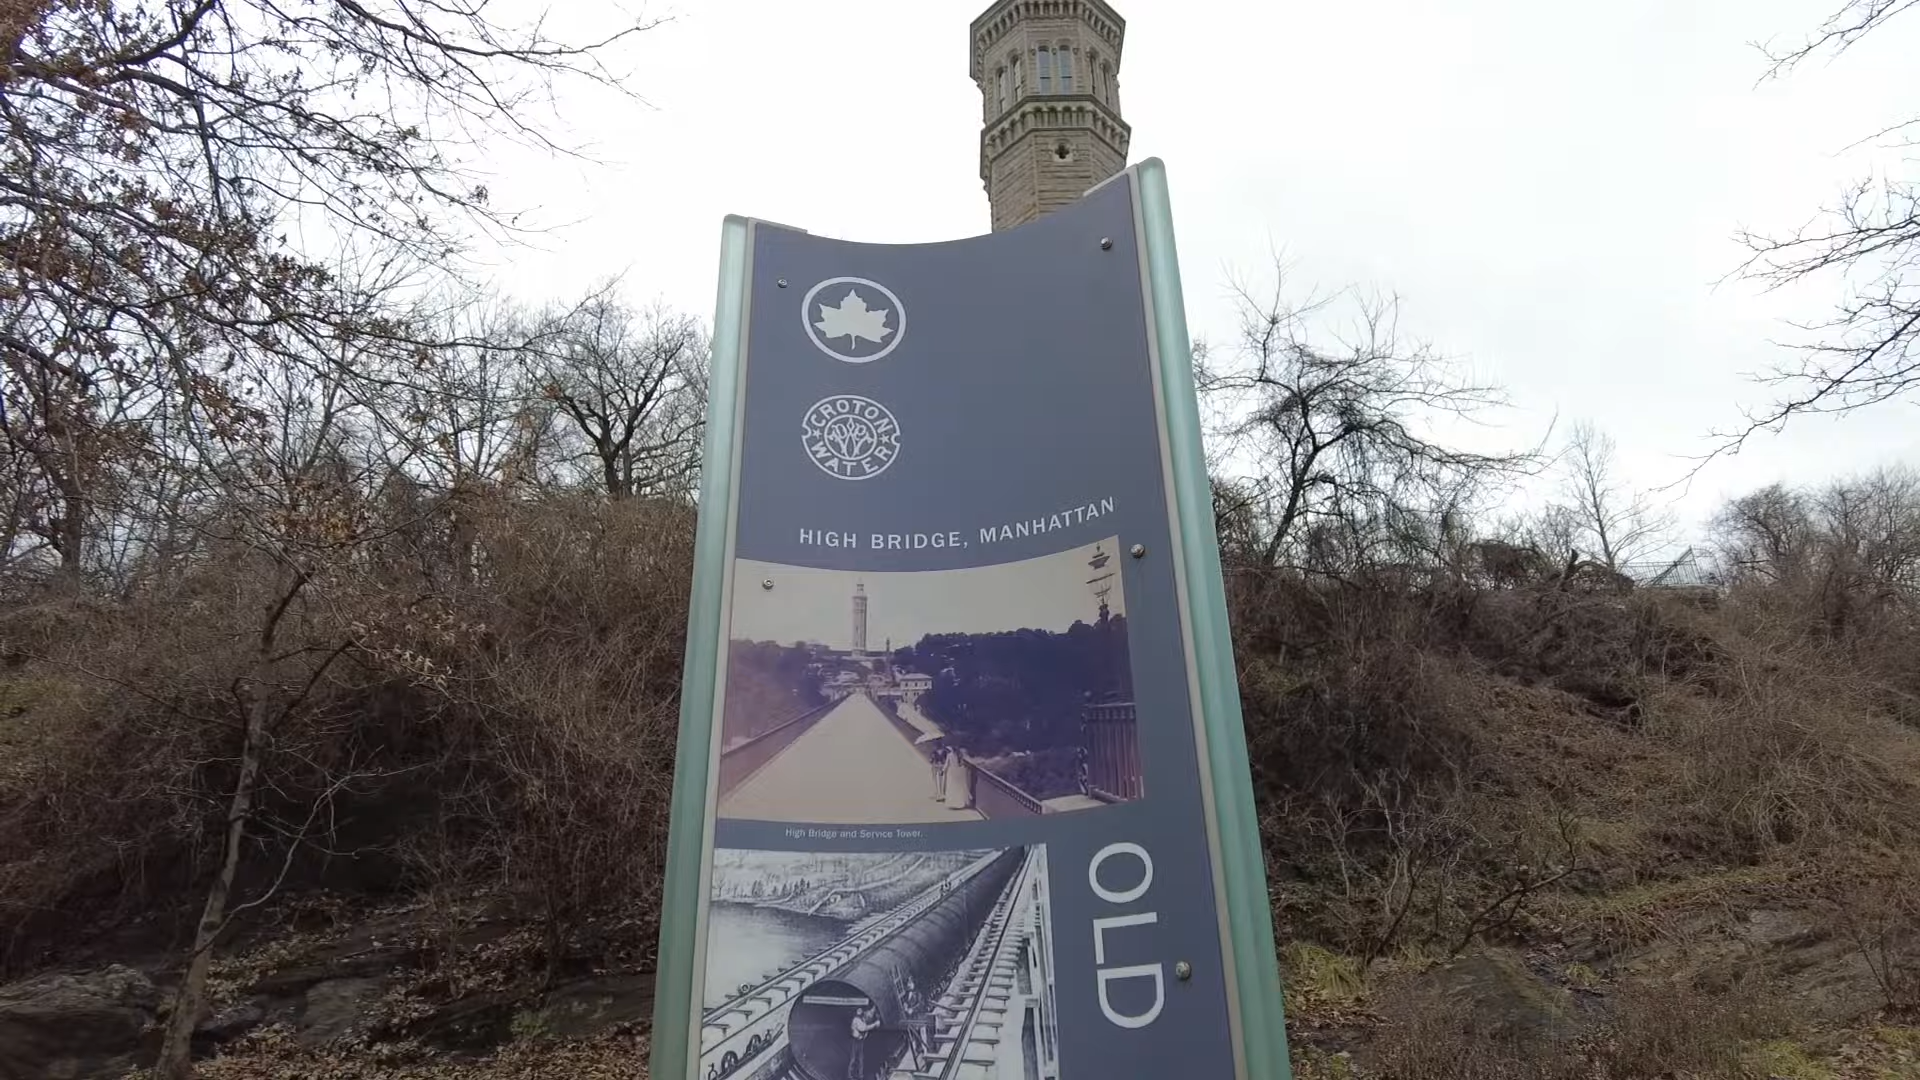 CROTON
WATER
HIGH BRIDGE, MANHATTAN
High Bridge and Service Tower.
OLD